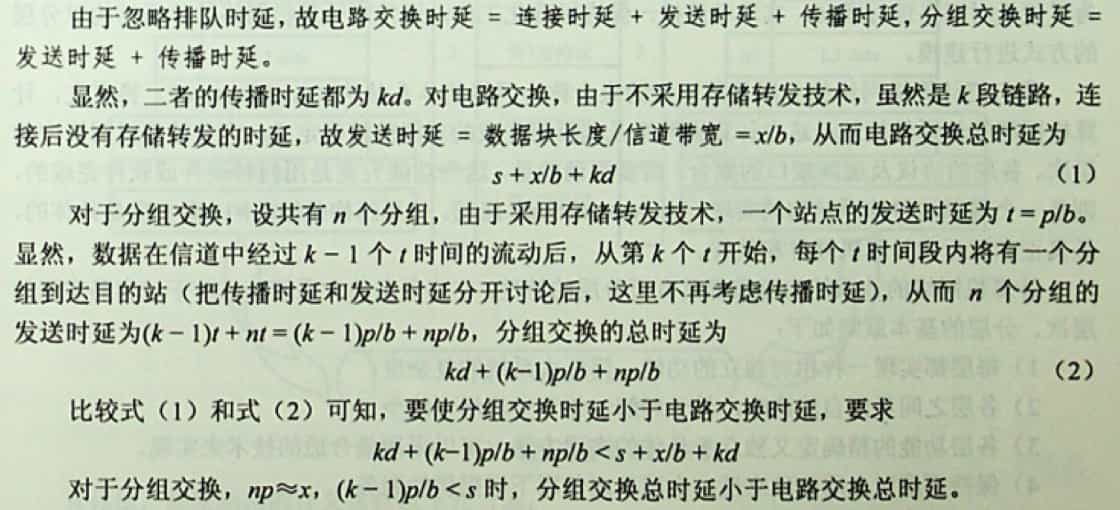 由于忽略排队时延，故电路交换时延 = 连接时延 + 发送时延 + 传播时延，分组交换时延 =
发送时延 + 传播时延。
显然，二者的传播时延都为 kd。对电路交换，由于不采用存储转发技术，虽然是 k 段链路，连
接后没有存储转发的时延，故发送时延 = 数据块长度/信道带宽 =x/b，从而电路交换总时延为
s + x/b + kd （1）
对于分组交换，设共有 n 个分组，由于采用存储转发技术，一个站点的发送时延为 t = p/b。
显然，数据在信道中经过 k − 1 个 t 时间的流动后，从第 k 个 t 开始，每个 t 时间段内将有一个分
组到达目的站（把传播时延和发送时延分开讨论后，这里不再考虑传播时延），从而 n 个分组的
发送时延为(k − 1)t + nt = (k − 1)p/b + np/b，分组交换的总时延为
kd + (k−1)p/b + np/b （2）
比较式（1）和式（2）可知，要使分组交换时延小于电路交换时延，要求
kd + (k−1)p/b + np/b < s + x/b + kd
对于分组交换，np≈x，(k − 1)p/b < s 时，分组交换总时延小于电路交换总时延。